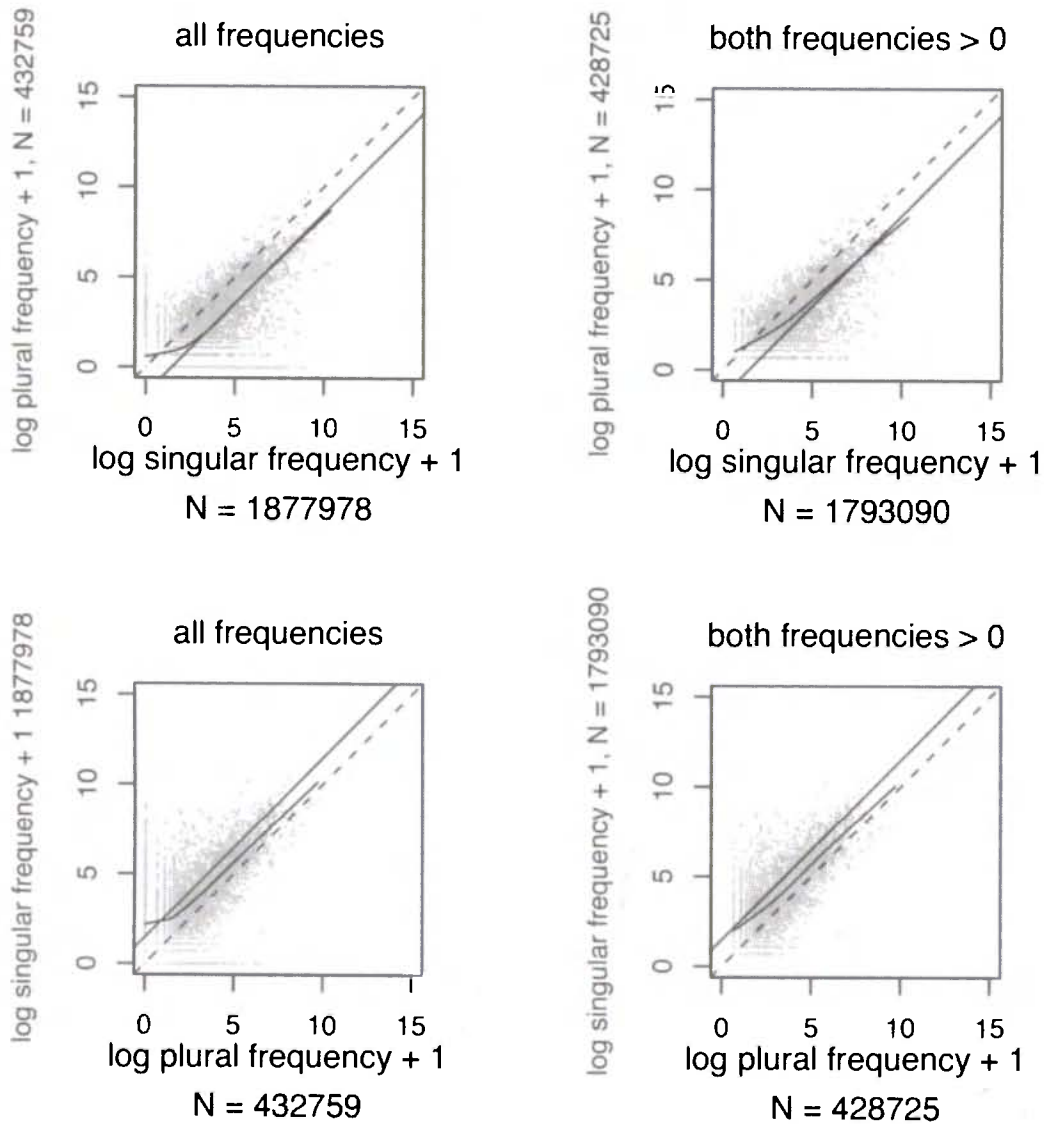 all frequencies
log plural frequency + 1, N = 432759
15
10
5
0
0 5 10 15
log singular frequency + 1
N = 1877978
both frequencies > 0
log plural frequency + 1, N = 428725
15
10
5
0
0 5 10 15
log singular frequency + 1
N = 1793090
all frequencies
log singular frequency + 1 1877978
15
10
5
0
0 5 10 15
log plural frequency + 1
N = 432759
both frequencies > 0
log singular frequency + 1, N = 1793090
15
10
5
0
0 5 10 15
log plural frequency + 1
N = 428725